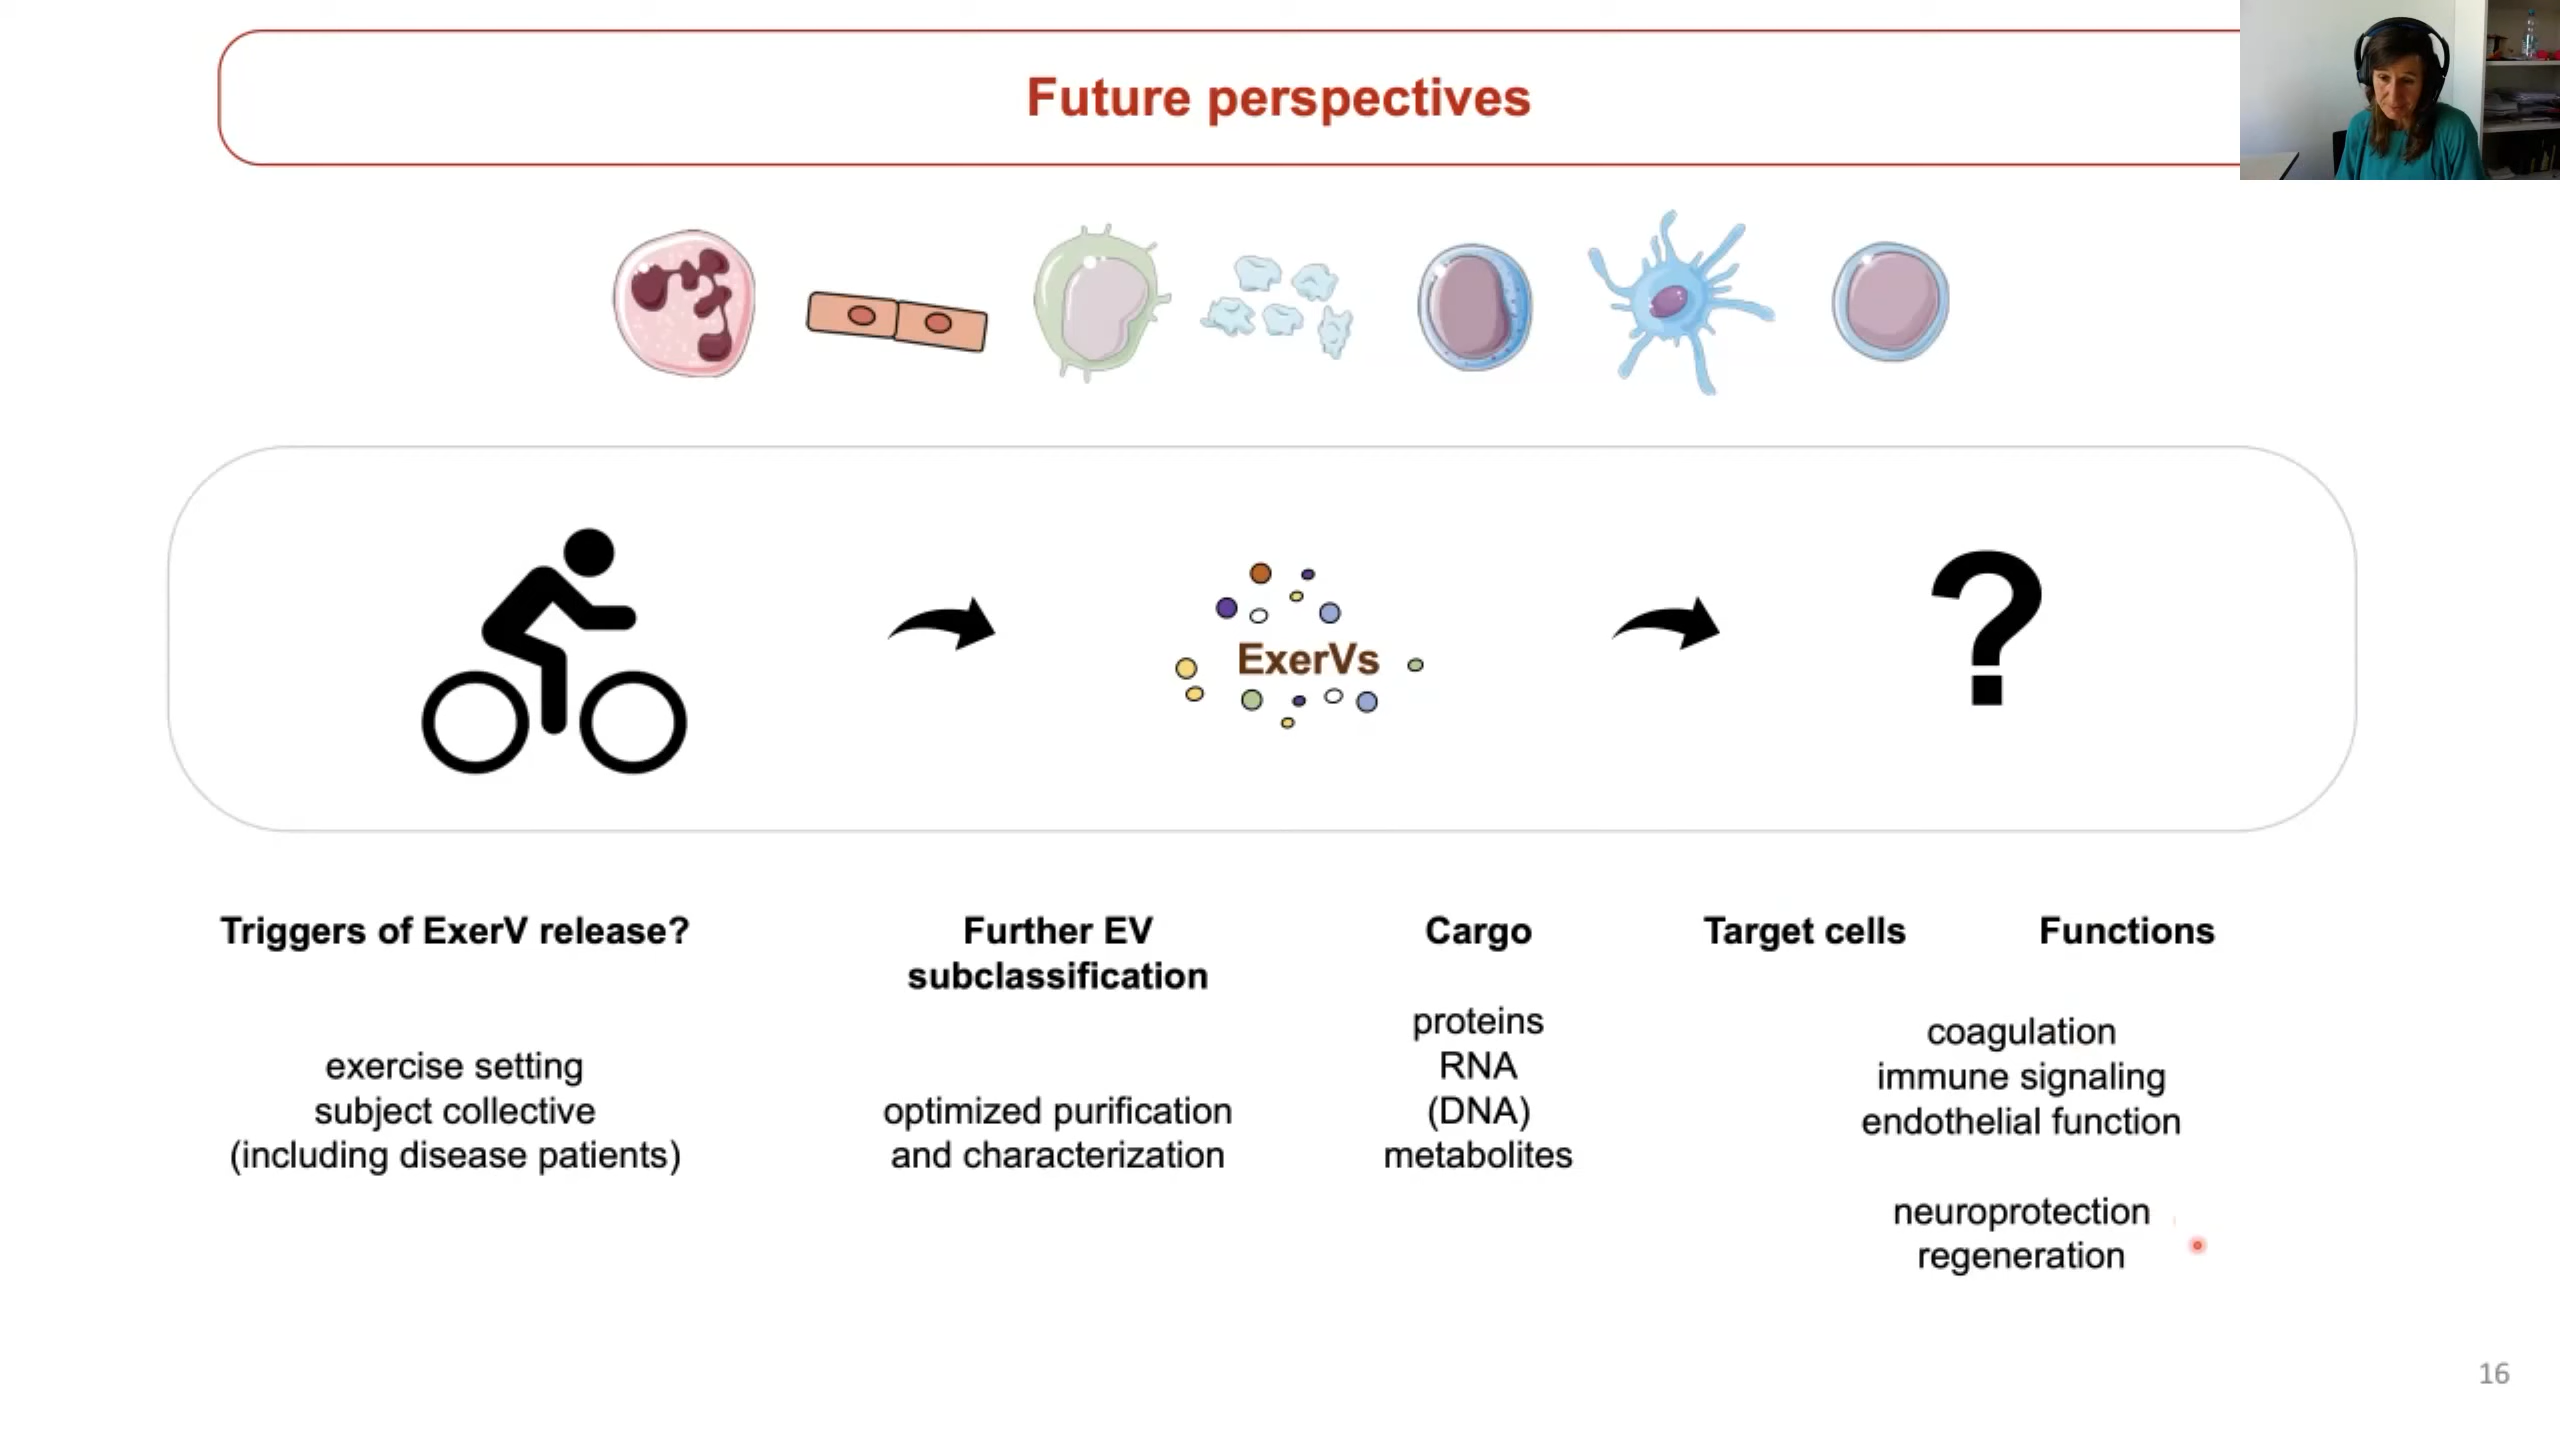 Future perspectives
ExerVs
?
Triggers of ExerV release?
exercise setting
subject collective
(including disease patients)
Further EV
subclassification
optimized purification
and characterization
Cargo
proteins
RNA
(DNA)
metabolites
Target cells
Functions
coagulation
immune signaling
endothelial function
neuroprotection
regeneration
16